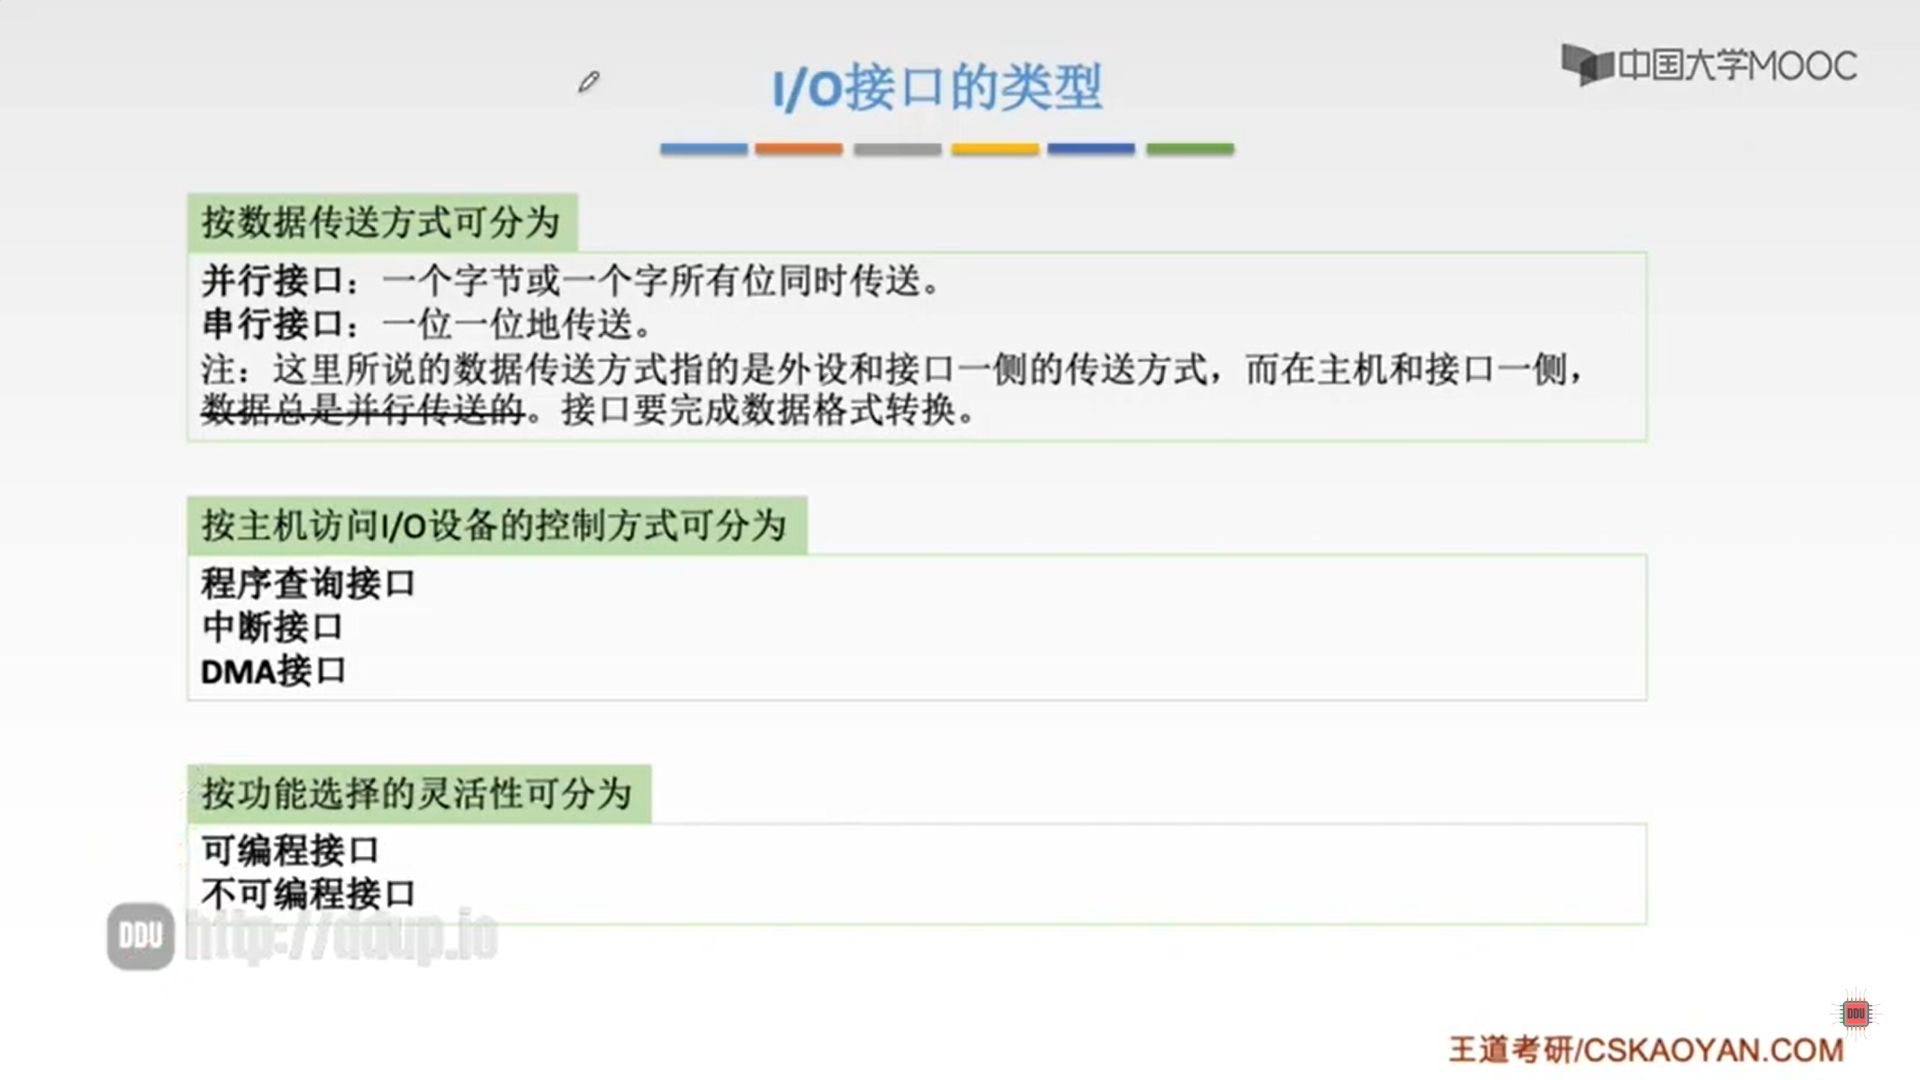 中国大学MOOC
I/O接口的类型
按数据传送方式可分为
并行接口：一个字节或一个字所有位同时传送。
串行接口：一位一位地传送。
注：这里所说的数据传送方式指的是外设和接口一侧的传送方式，而在主机和接口一侧，
数据总是并行传送的。接口要完成数据格式转换。
按主机访问I/O设备的控制方式可分为
程序查询接口
中断接口
DMA接口
按功能选择的灵活性可分为
可编程接口
不可编程接口
DDU http://ddup.io
DDU
王道考研/CSKAOYAN.COM